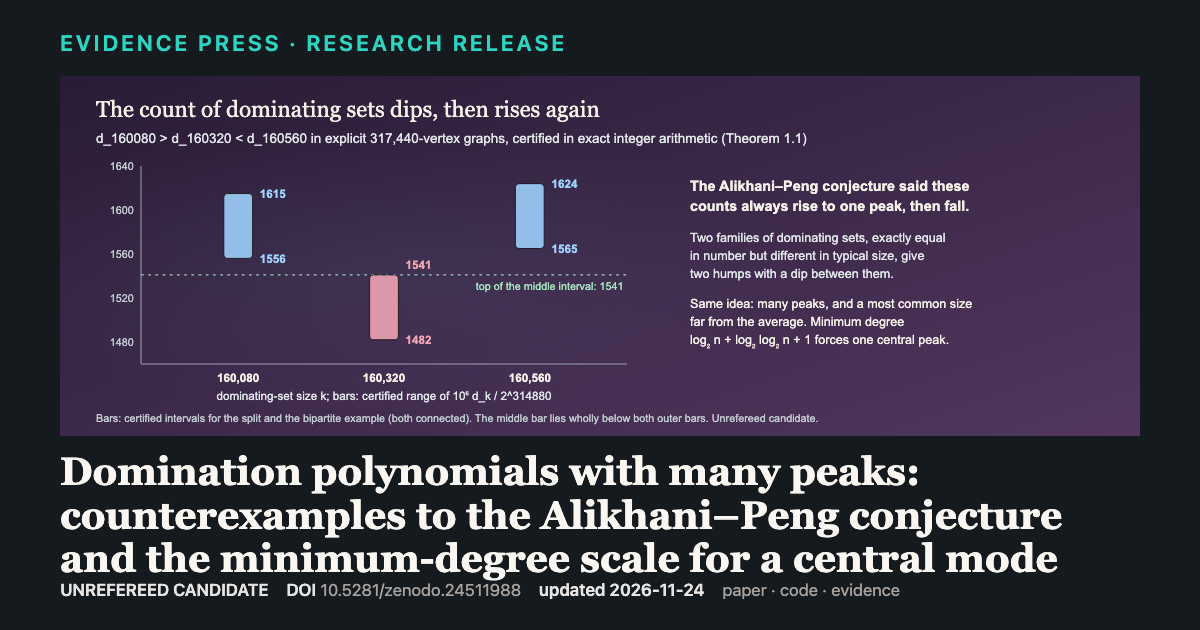 EVIDENCE PRESS · RESEARCH RELEASE
The count of dominating sets dips, then rises again
d_160080 > d_160320 < d_160560 in explicit 317,440-vertex graphs, certified in exact integer arithmetic (Theorem 1.1)
1640
1600
1560
1520
1480
1615
1556
1541
1482
1624
1565
top of the middle interval: 1541
160,080
160,320
160,560
dominating-set size k; bars: certified range of 10⁶ d_k / 2^314880
The Alikhani–Peng conjecture said these
counts always rise to one peak, then fall.
Two families of dominating sets, exactly equal
in number but different in typical size, give
two humps with a dip between them.
Same idea: many peaks, and a most common size
far from the average. Minimum degree
log₂ n + log₂ log₂ n + 1 forces one central peak.
Bars: certified intervals for the split and the bipartite example (both connected). The middle bar lies wholly below both outer bars. Unrefereed candidate.
Domination polynomials with many peaks:
counterexamples to the Alikhani–Peng conjecture
and the minimum-degree scale for a central mode
UNREFEREED CANDIDATE DOI 10.5281/zenodo.24511988 updated 2026-11-24 paper · code · evidence